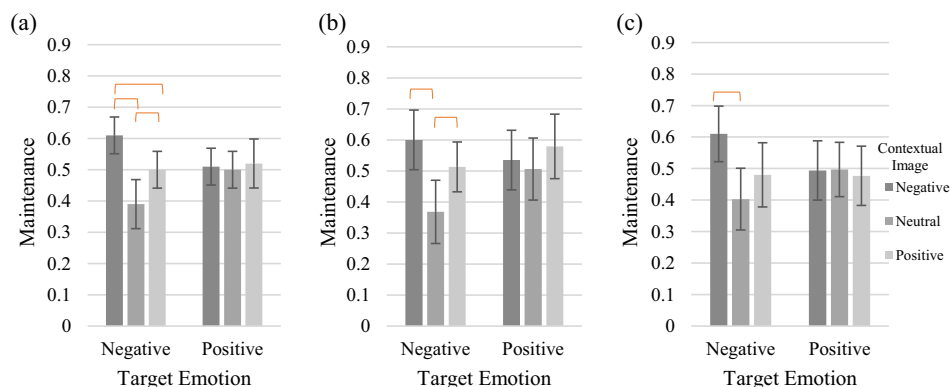 (a)
Maintenance
0.9
0.8
0.7
0.6
0.5
0.4
0.3
0.2
0.1
0
Negative Positive
Target Emotion
(b)
Maintenance
0.9
0.8
0.7
0.6
0.5
0.4
0.3
0.2
0.1
0
Negative Positive
Target Emotion
(c)
Maintenance
0.9
0.8
0.7
0.6
0.5
0.4
0.3
0.2
0.1
0
Negative Positive
Target Emotion
Contextual
Image
Negative
Neutral
Positive